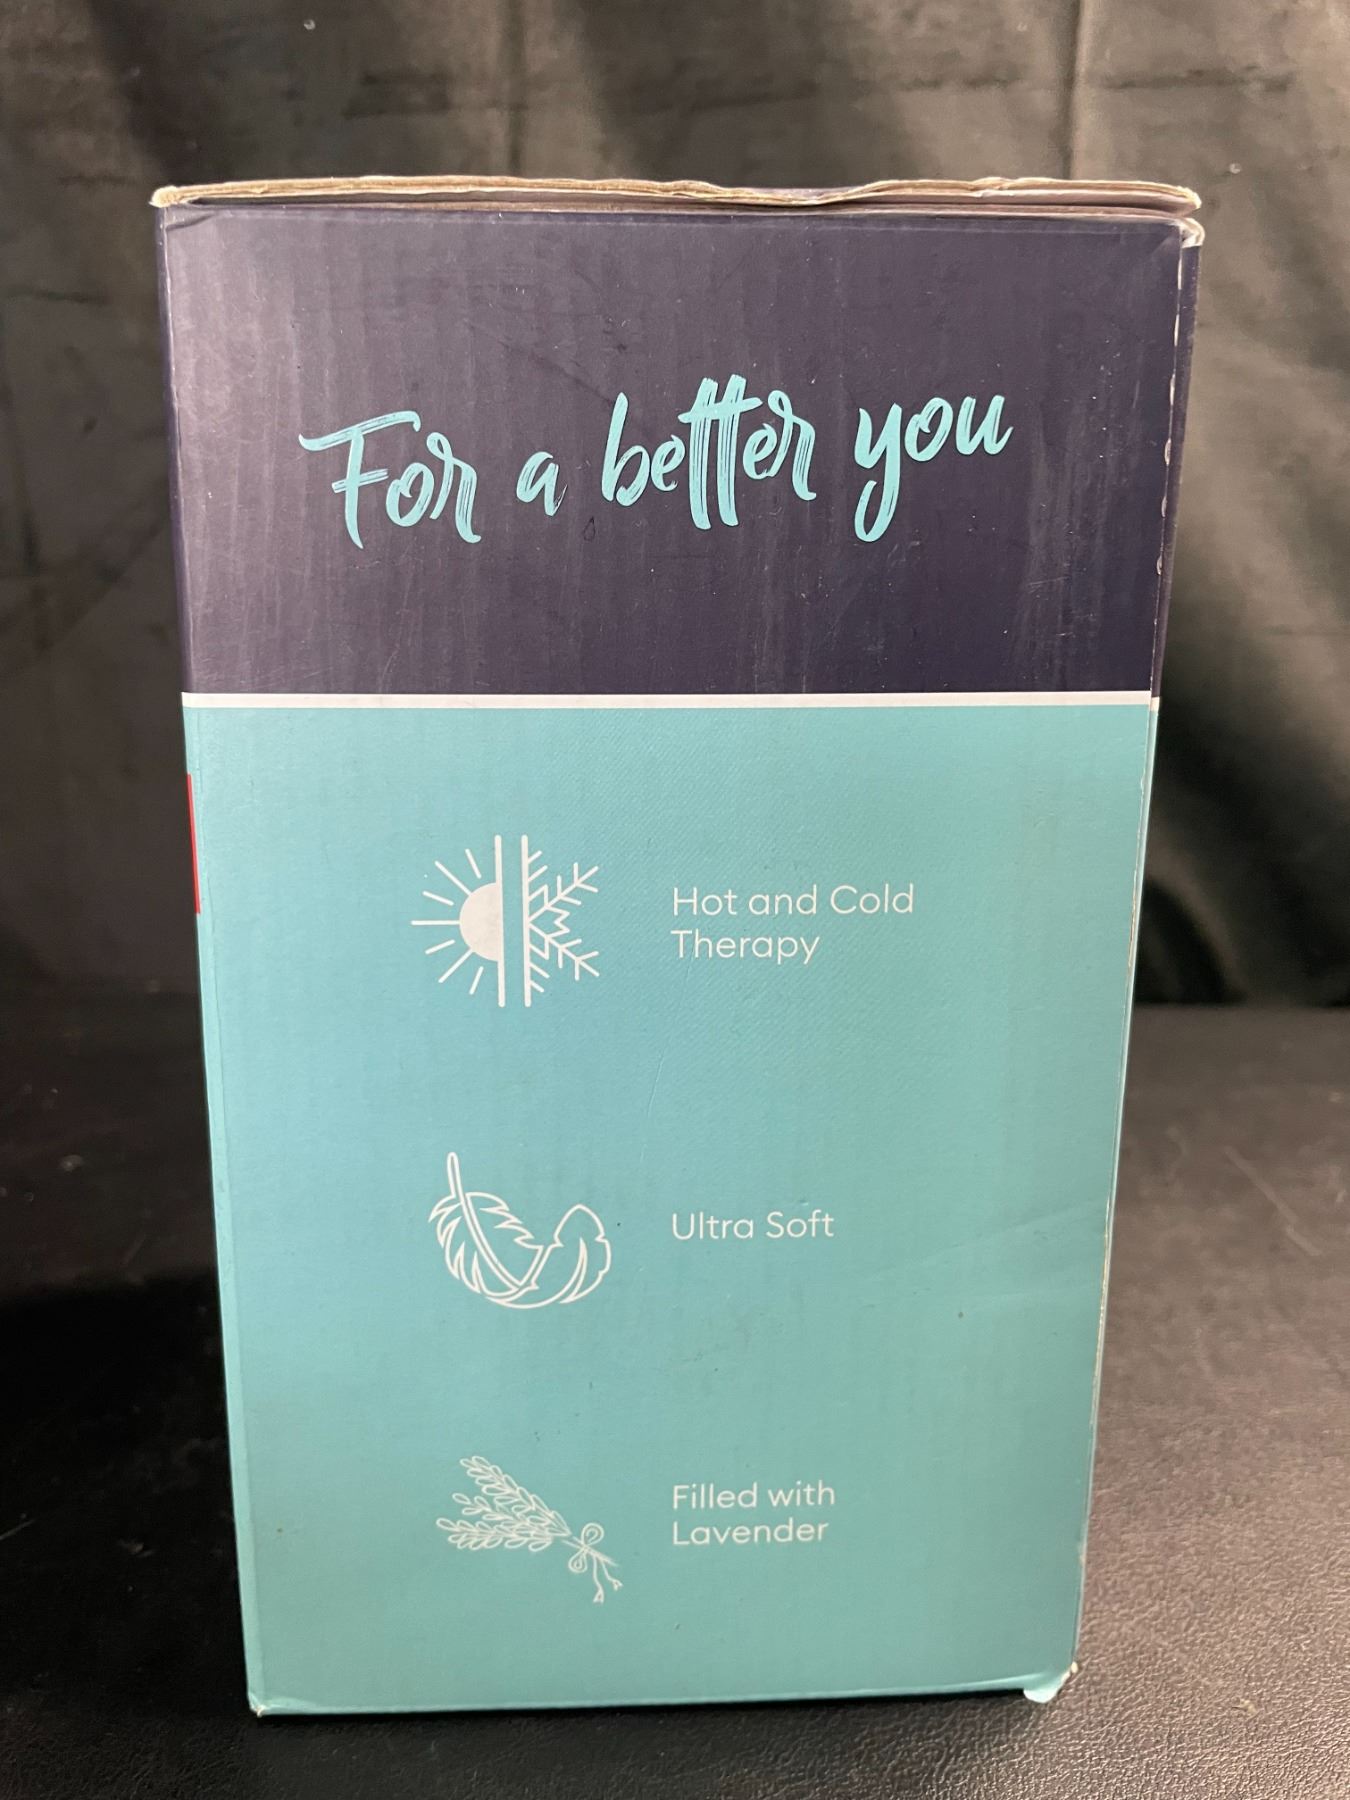 For a better you
Hot and Cold
Therapy
Ultra Soft
Filled with
Lavender